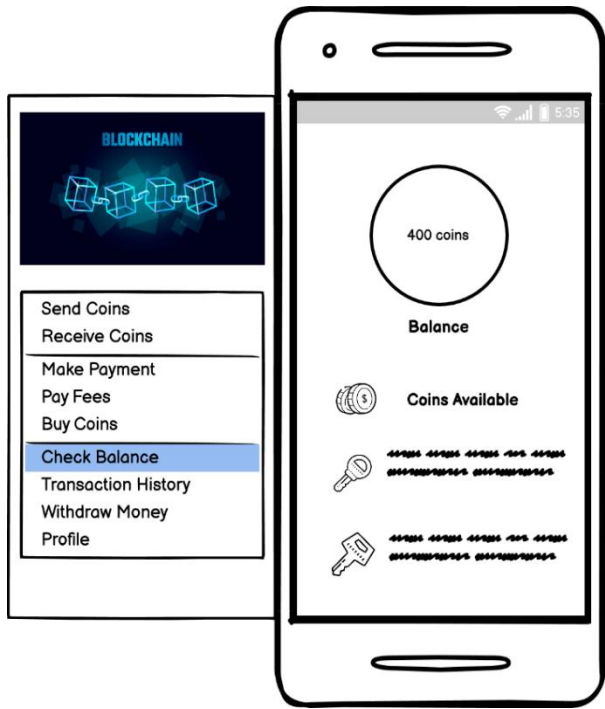 BLOCKCHAIN
Send Coins
Receive Coins
Make Payment
Pay Fees
Buy Coins
Check Balance
Transaction History
Withdraw Money
Profile
5:35
400 coins
Balance
Coins Available